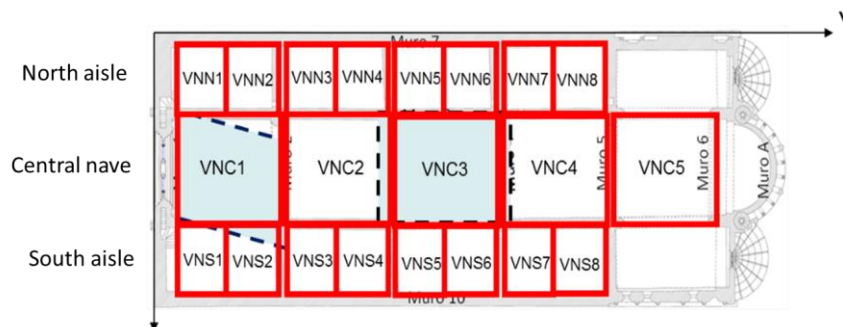 Y
Muro 7
North aisle
VNN1 VNN2 VNN3 VNN4 VNN5 VNN6 VNN7 VNN8
Central nave
VNC1 VNC2 VNC3 VNC4 Muro 5 VNC5 Muro 6 Muro A
South aisle
VNS1 VNS2 VNS3 VNS4 VNS5 VNS6 VNS7 VNS8
Muro 10